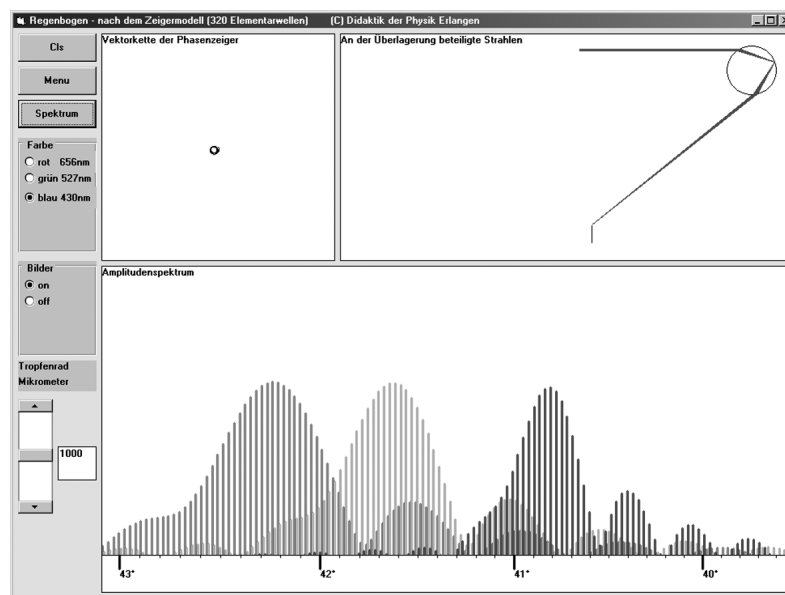 Regenbogen - nach dem Zeigermodell (320 Elementarwellen) (C) Didaktik der Physik Erlangen
Cls
Menu
Spektrum
Farbe
rot 656nm
grün 527nm
blau 430nm
Bilder
on
off
Tropfenrad
Mikrometer
1000
Vektorkette der Phasenzeiger
An der Überlagerung beteiligte Strahlen
Amplitudenspektrum
43° 42° 41° 40°